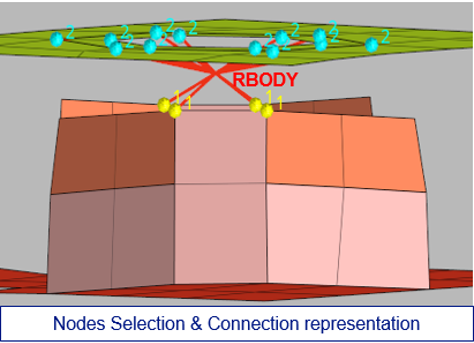 2 2 2 2 2 2 2 2 2 2 2 2
RBODY
1 1 1 1
Nodes Selection & Connection representation